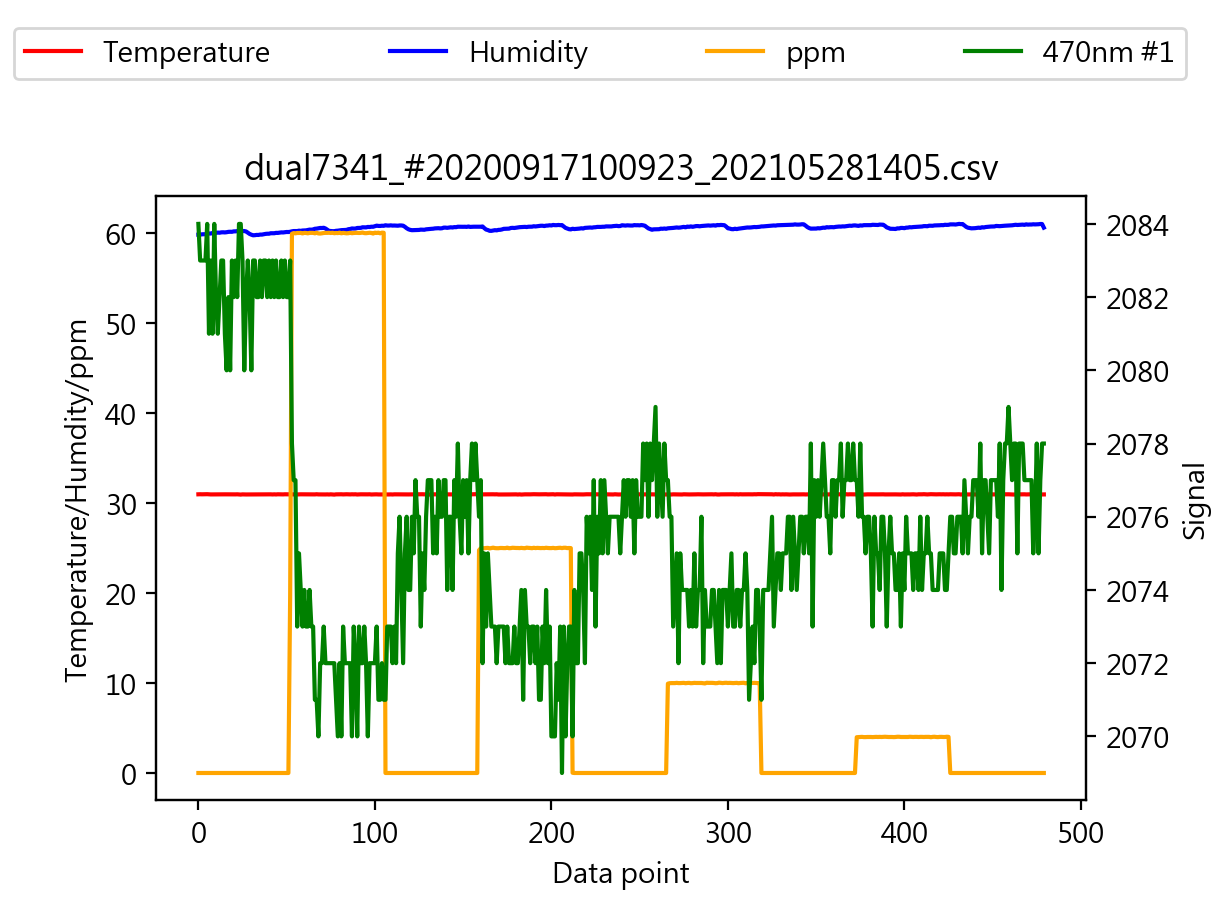 Temperature Humidity ppm 470nm #1
dual7341_#20200917100923_202105281405.csv
Temperature/Humdity/ppm
60
50
40
30
20
10
0
2084
2082
2080
2078
2076
2074
2072
2070
Signal
0 100 200 300 400 500
Data point